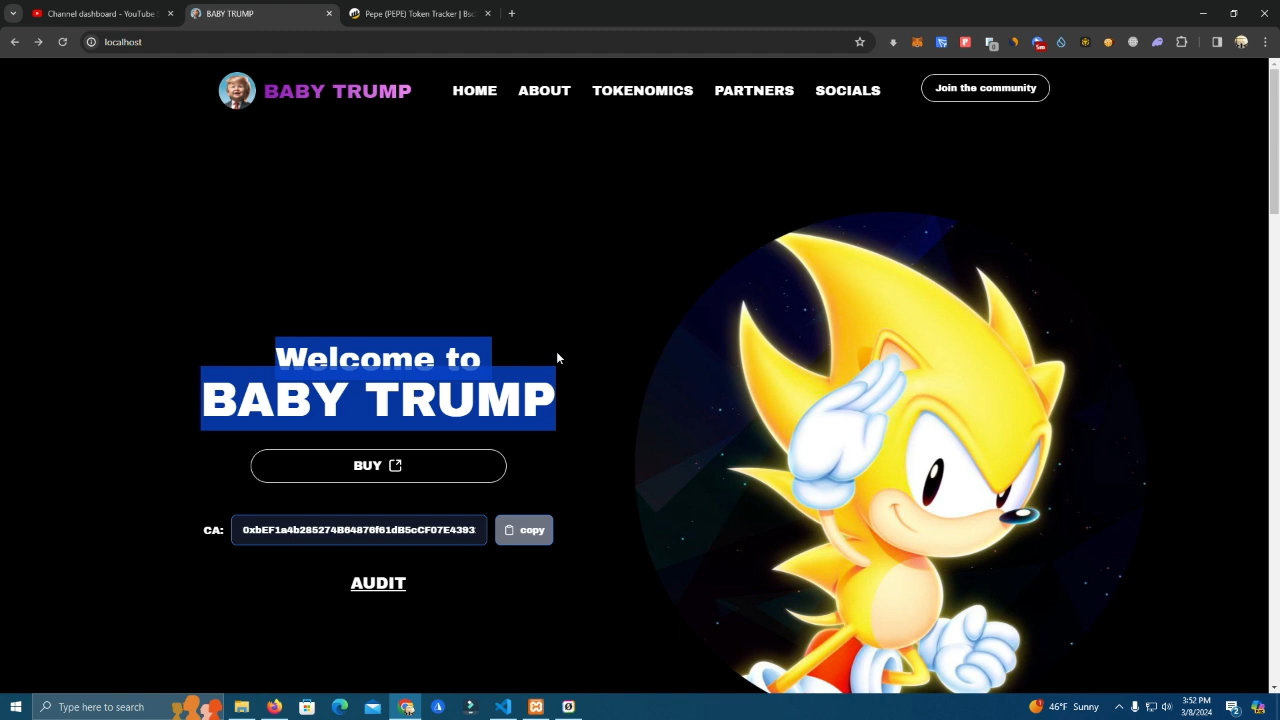 Channel dashboard - YouTube
BABY TRUMP
Pepe (PEPE) Token Tracker | Bsc
localhost
BABY TRUMP
HOME
ABOUT
TOKENOMICS
PARTNERS
SOCIALS
Join the community
Welcome to
BABY TRUMP
BUY
CA:
0xbEF1a4b285274B64876f61dB5cCF07E4393
copy
AUDIT
Type here to search
46°F Sunny
3:52 PM
3/8/2024